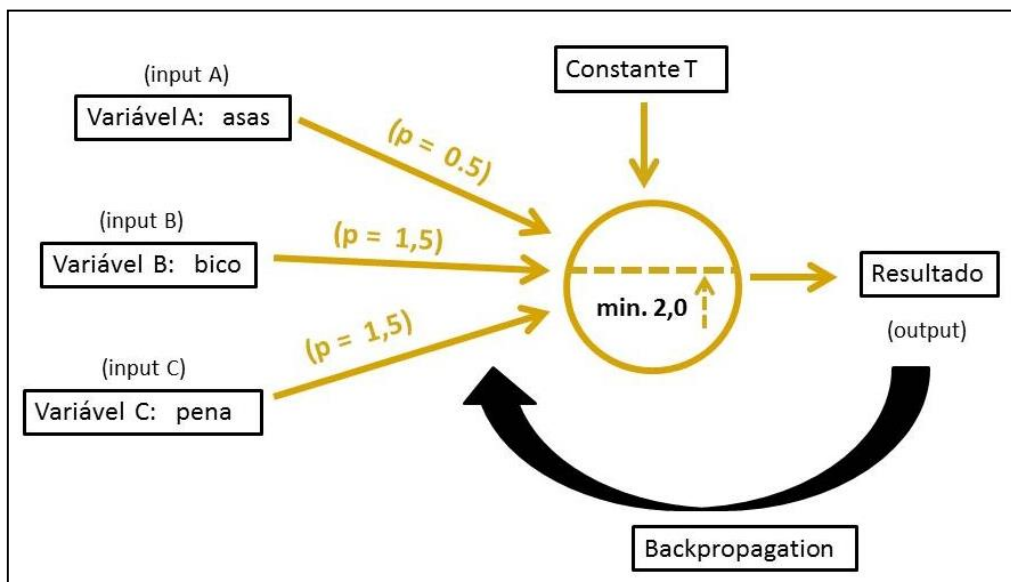 (input A)
Variável A: asas
(p = 0.5)
Constante T
(input B)
Variável B: bico
(p = 1,5)
min. 2,0
Resultado
(output)
(input C)
Variável C: pena
(p = 1,5)
Backpropagation